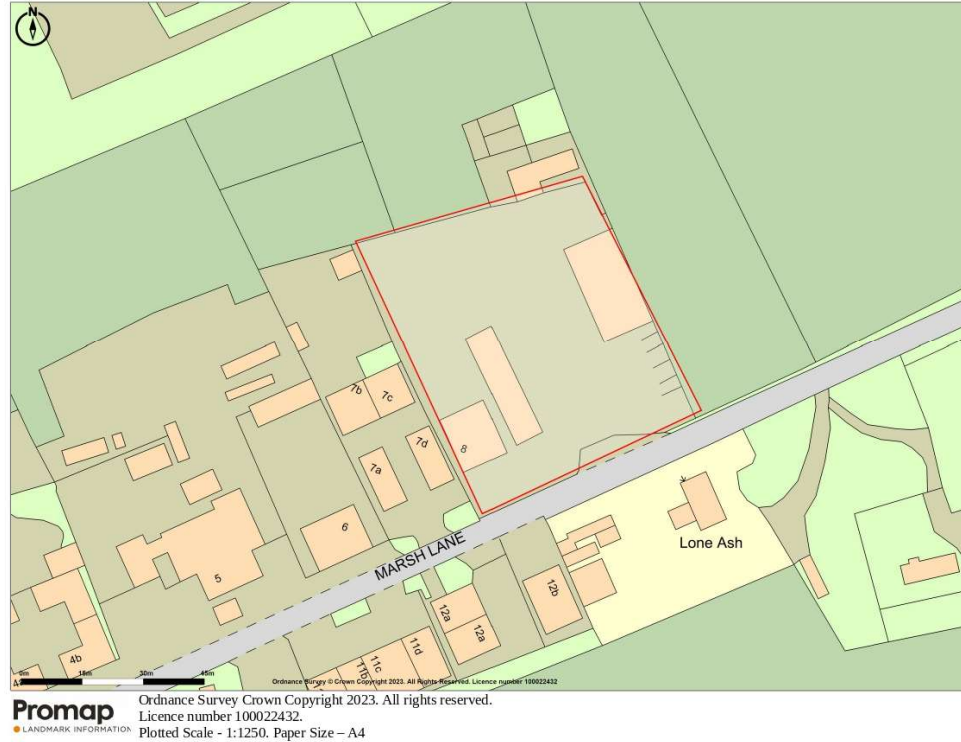 N
7b
7c
7d
7a
8
6
5
MARSH LANE
Lone Ash
12b
12a
12a
11d
11c
11b
4b
0m
15m
30m
45m
Ordnance Survey © Crown Copyright 2023. All Rights Reserved. Licence number 100022432
Promap
LANDMARK INFORMATION
Ordnance Survey Crown Copyright 2023. All rights reserved.
Licence number 100022432.
Plotted Scale - 1:1250. Paper Size – A4